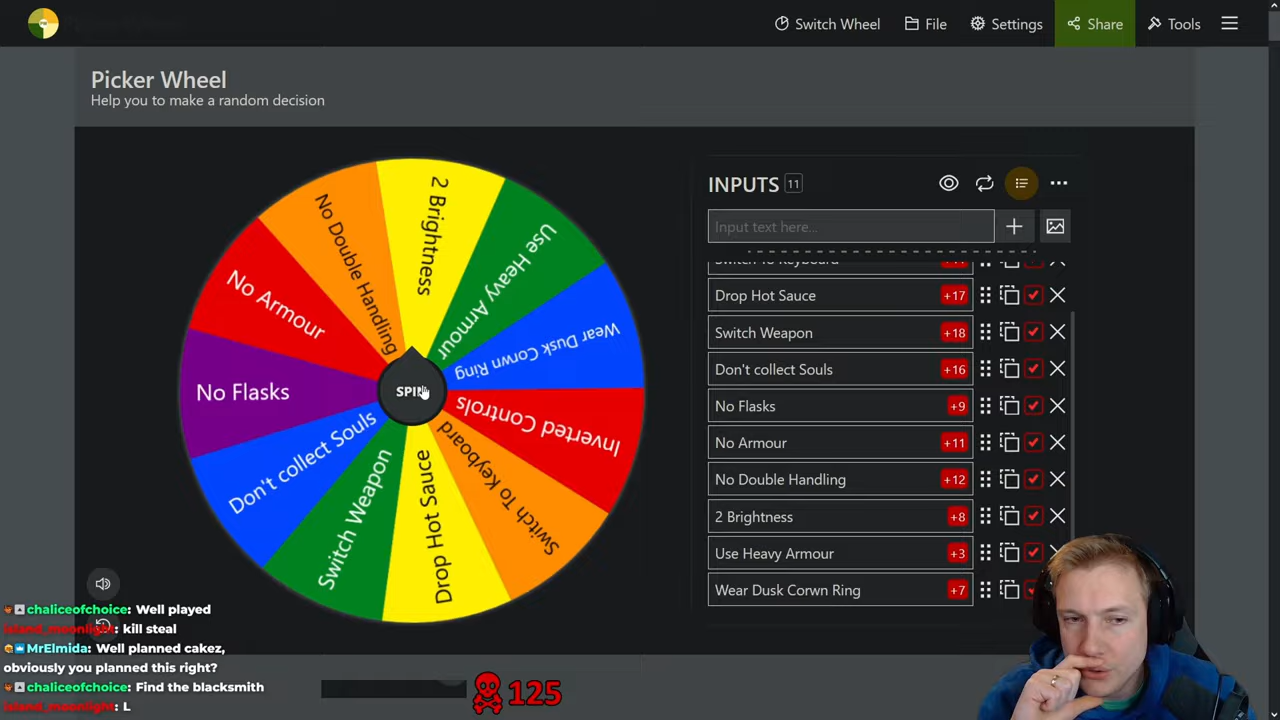 Switch Wheel
File
Settings
Share
Tools
Picker Wheel
Help you to make a random decision
INPUTS 11
Input text here...
Switch To Keyboard
Drop Hot Sauce +17
Switch Weapon +18
Don't collect Souls +16
No Flasks +9
No Armour +11
No Double Handling +12
2 Brightness +8
Use Heavy Armour +3
Wear Dusk Corwn Ring +7
2 Brightness
Use Heavy Armour
Wear Dusk Corwn Ring
Inverted Controls
Switch To Keyboard
Drop Hot Sauce
Switch Weapon
Don't collect Souls
No Flasks
No Armour
No Double Handling
SPIN
chaliceofchoice: Well played
island_moonlight: kill steal
MrElmida: Well planned cakez,
obviously you planned this right?
chaliceofchoice: Find the blacksmith
island_moonlight: L
125